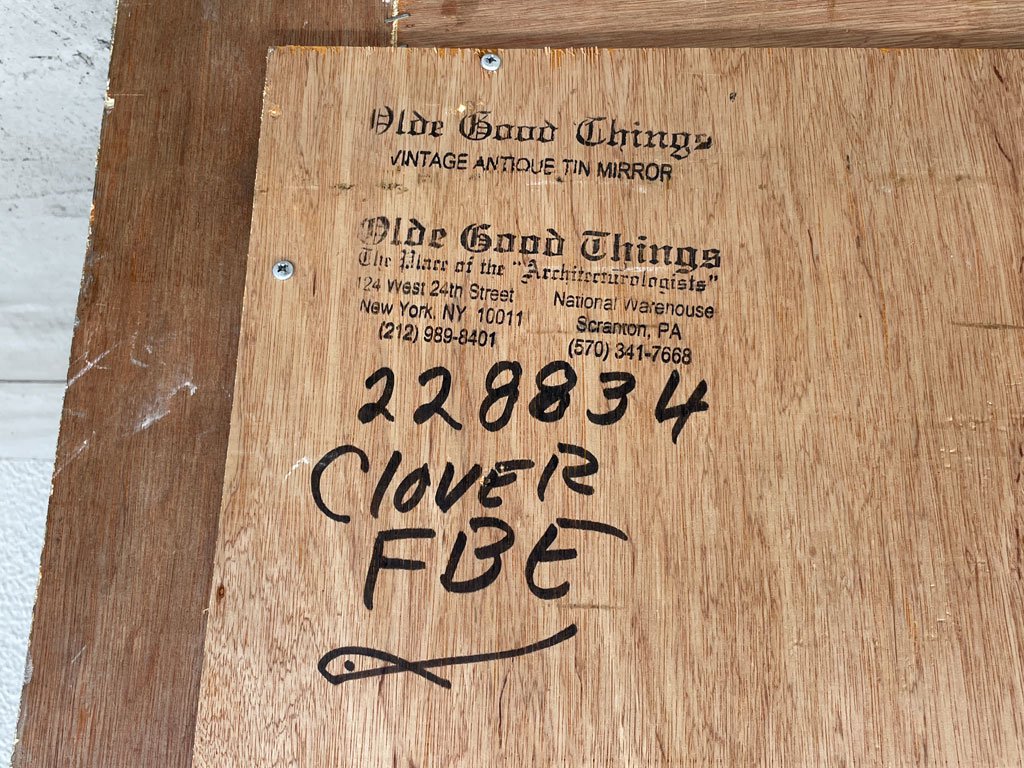 Olde Good Things
VINTAGE ANTIQUE TIN MIRROR
Olde Good Things
The Place of the "Architecturologists"
124 West 24th Street
New York, NY 10011
(212) 989-8401
National Warehouse
Scranton, PA
(570) 341-7668
228834
CloVER
FBE